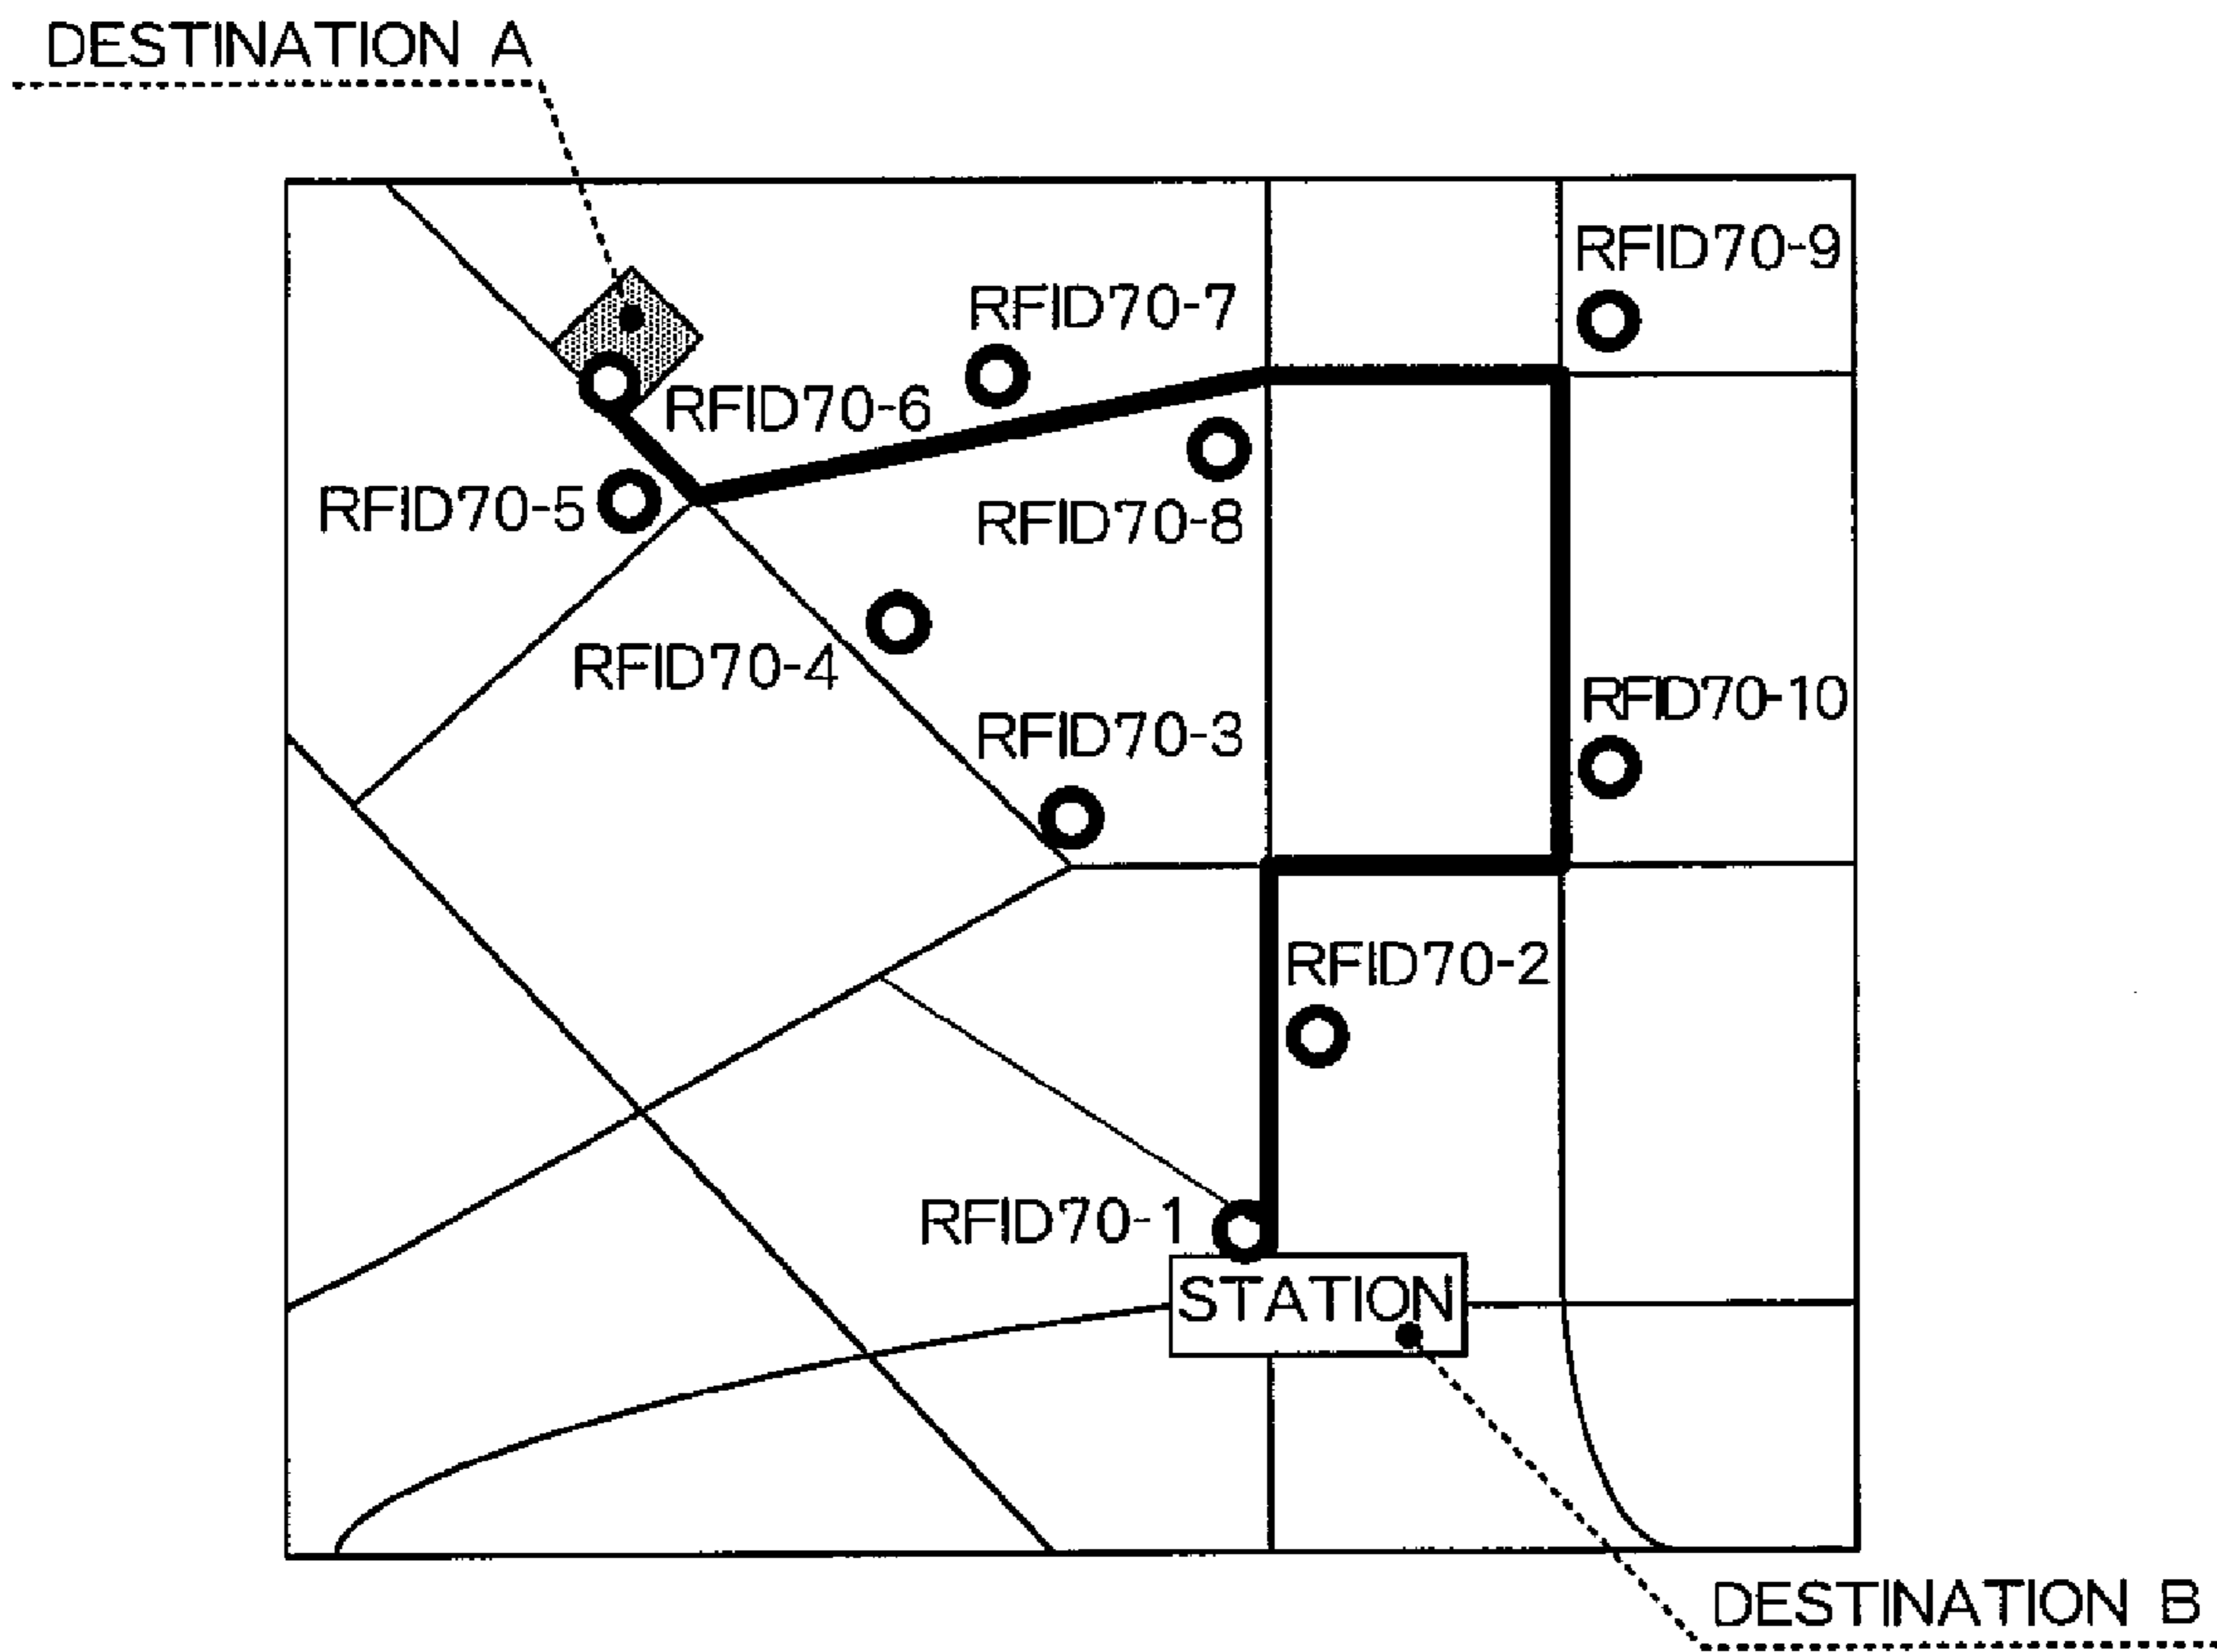 DESTINATION A
RFID70-9
RFID70-7
RFID70-6
RFID70-5
RFID70-8
RFID70-4
RFID70-10
RFID70-3
RFID70-2
RFID70-1
STATION
DESTINATION B